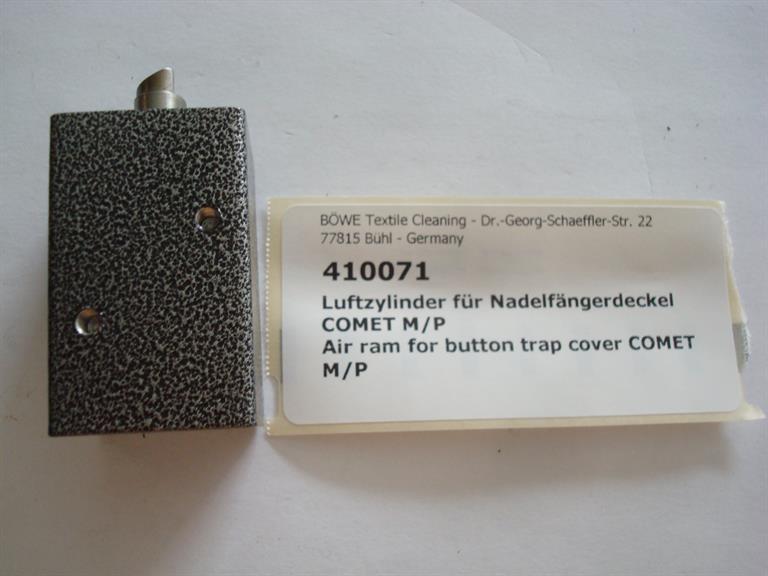 BÖWE Textile Cleaning - Dr.-Georg-Schaeffler-Str. 22
77815 Bühl - Germany
410071
Luftzylinder für Nadelfängerdeckel
COMET M/P
Air ram for button trap cover COMET
M/P